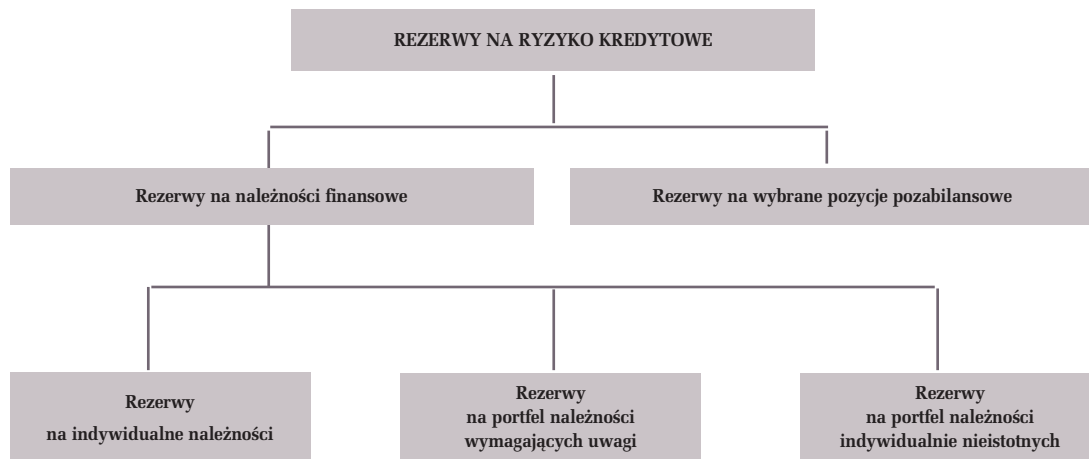 REZERWY NA RYZYKO KREDYTOWE
Rezerwy na należności finansowe
Rezerwy na wybrane pozycje pozabilansowe
Rezerwy
na indywidualne należności
Rezerwy
na portfel należności
wymagających uwagi
Rezerwy
na portfel należności
indywidualnie nieistotnych